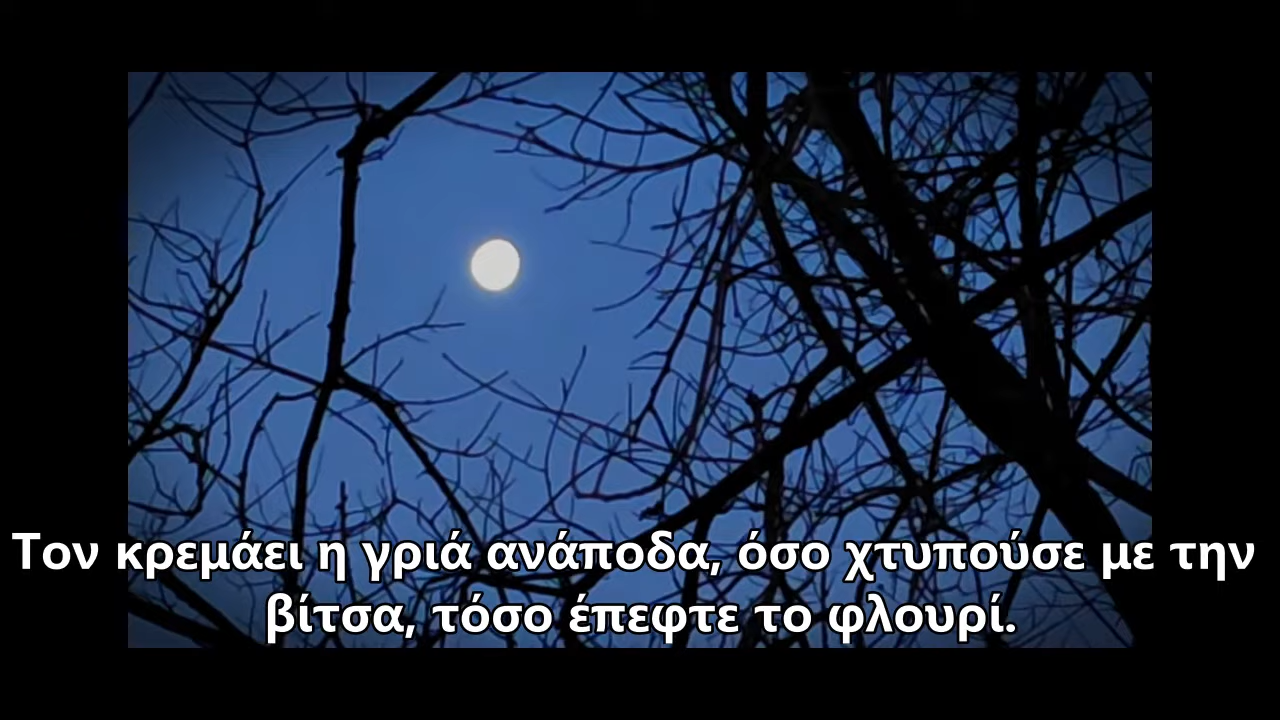 Τον κρεμάει η γριά ανάποδα, όσο χτυπούσε με την
βίτσα, τόσο έπεφτε το φλουρί.